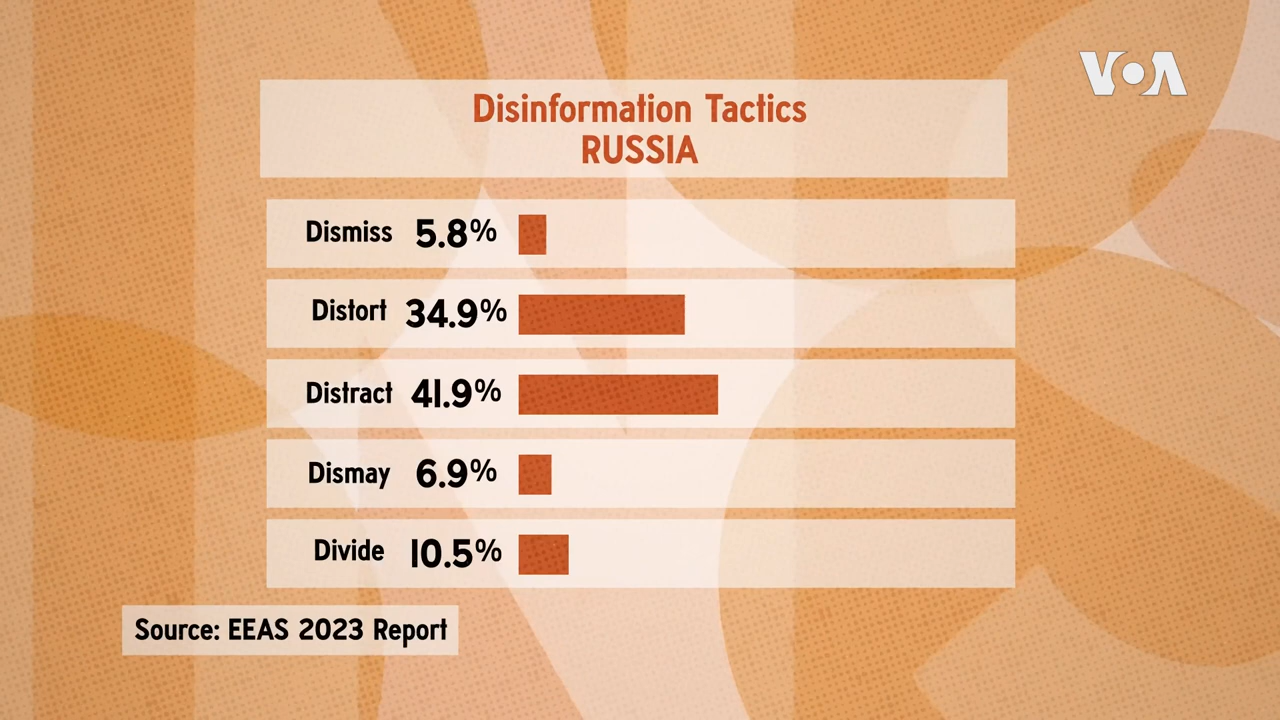 VOA
Disinformation Tactics
RUSSIA
Dismiss 5.8%
Distort 34.9%
Distract 41.9%
Dismay 6.9%
Divide 10.5%
Source: EEAS 2023 Report